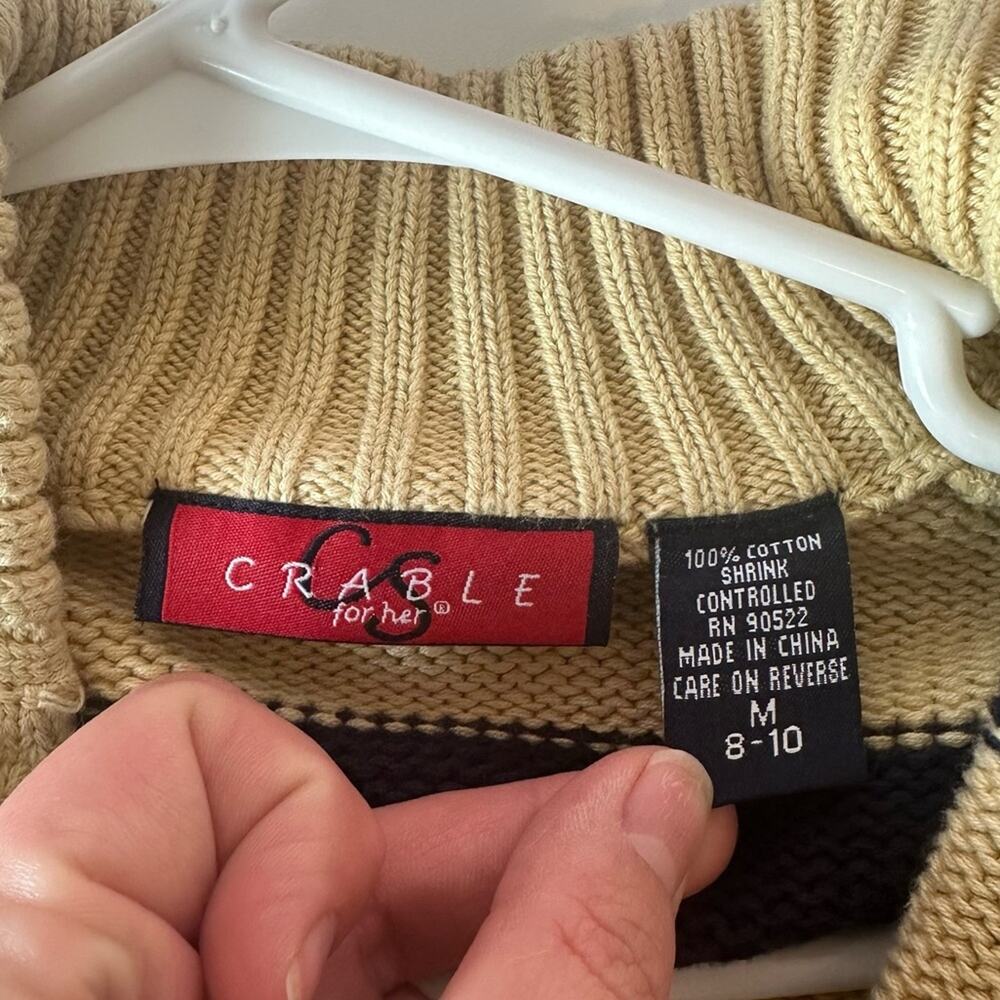 CS
CRABLE
for her®
100% COTTON
SHRINK
CONTROLLED
RN 90522
MADE IN CHINA
CARE ON REVERSE
M
8-10